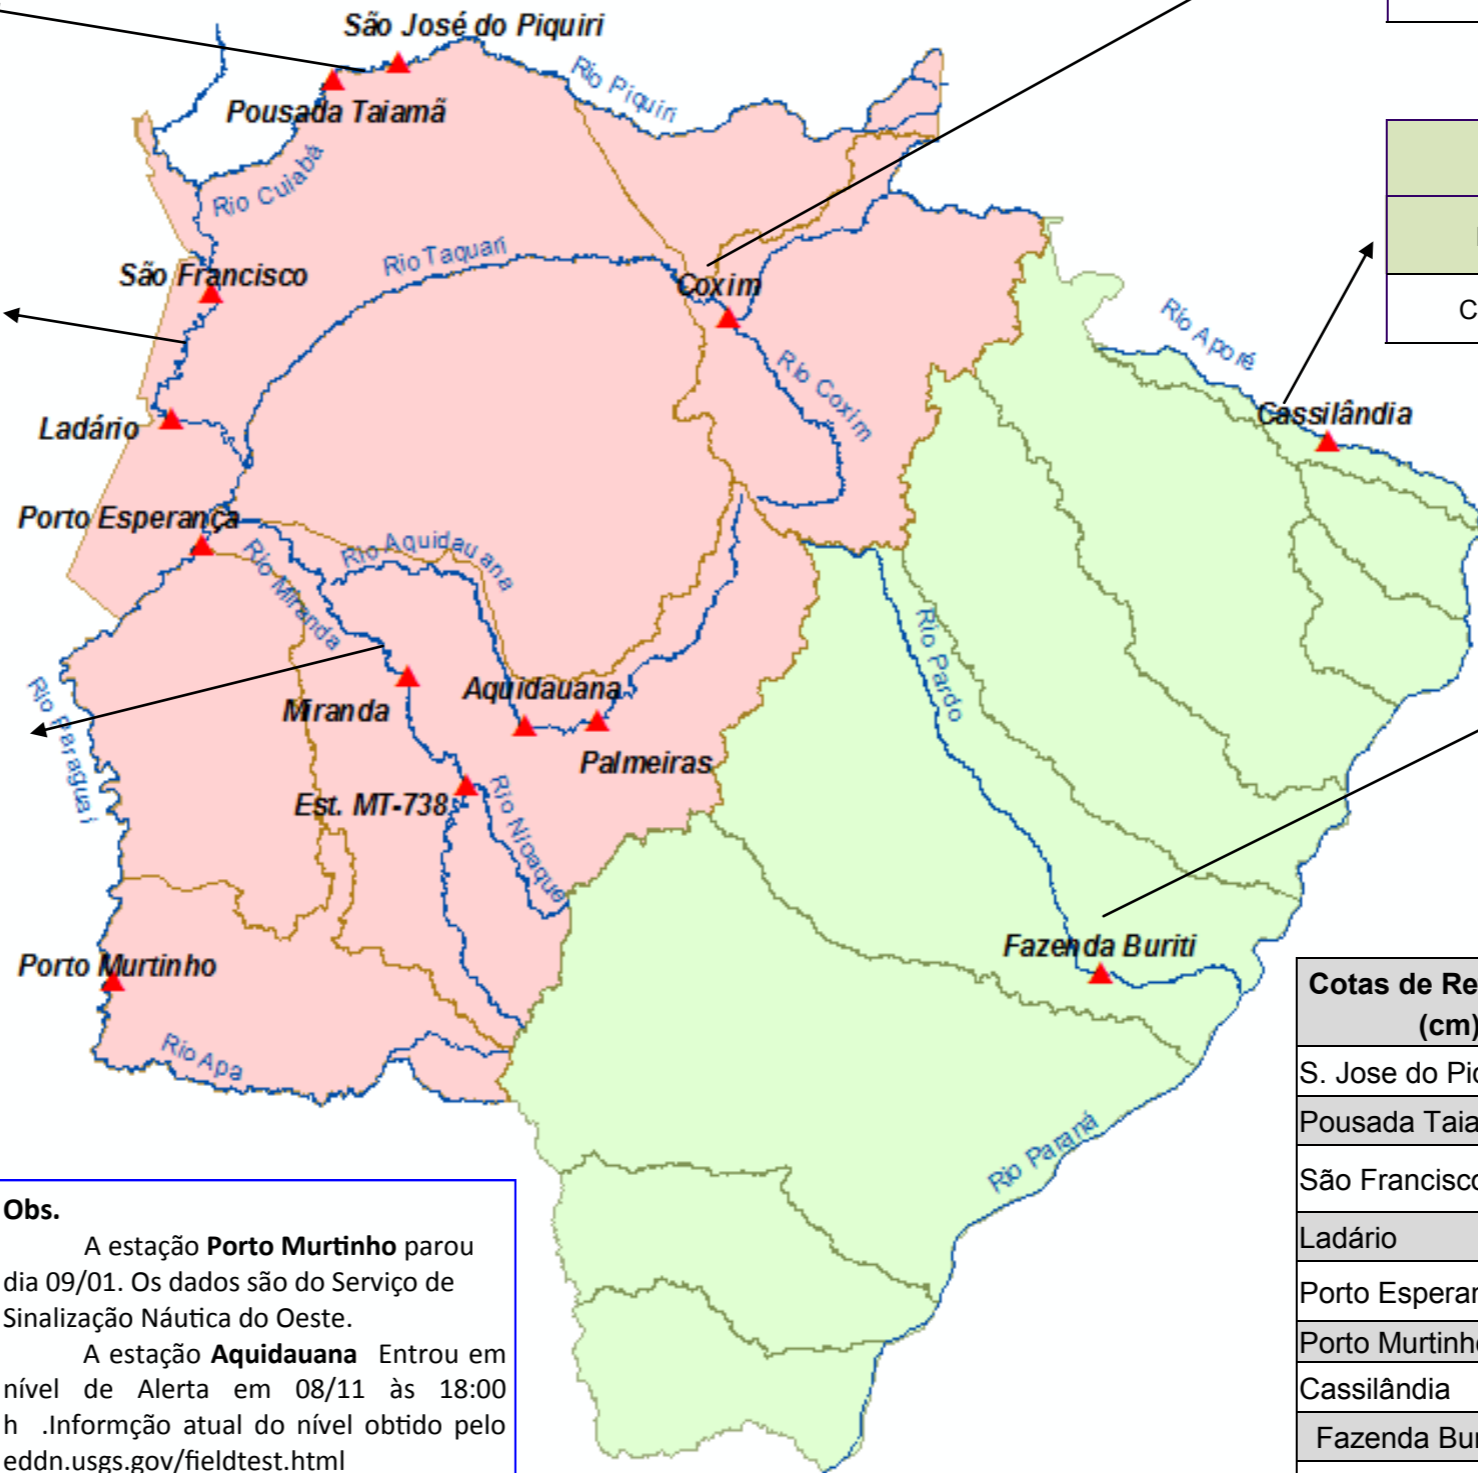 São José do Piquiri
Rio Piquiri
Pousada Taiamã
Rio Cuiabá
Rio Taquari
São Francisco
Coxim
Rio Aporé
Rio Coxim
Cassilândia
Ladário
Porto Esperança
Rio Aquidauana
Rio Miranda
Rio Pardo
Rio Paraguai
Miranda
Aquidauana
Palmeiras
Est. MT-738
Rio Nioaque
Fazenda Buriti
Porto Murtinho
Rio Apa
Rio Paraná
C
Cotas de Re
(cm)
S. Jose do Pi
Pousada Taia
São Francisco
Ladário
Porto Esperan
Porto Murtinho
Cassilândia
Fazenda Bur
Obs.
A estação Porto Murtinho parou
dia 09/01. Os dados são do Serviço de
Sinalização Náutica do Oeste.
A estação Aquidauana Entrou em
nível de Alerta em 08/11 às 18:00
h .Informção atual do nível obtido pelo
eddn.usgs.gov/fieldtest.html